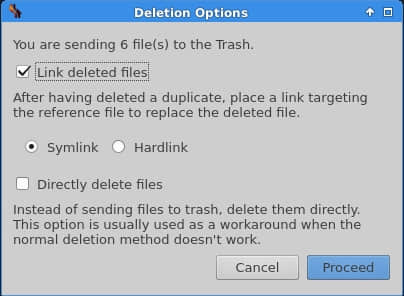 Deletion Options
You are sending 6 file(s) to the Trash.
Link deleted files
After having deleted a duplicate, place a link targeting
the reference file to replace the deleted file.
Symlink Hardlink
Directly delete files
Instead of sending files to trash, delete them directly.
This option is usually used as a workaround when the
normal deletion method doesn't work.
Cancel Proceed